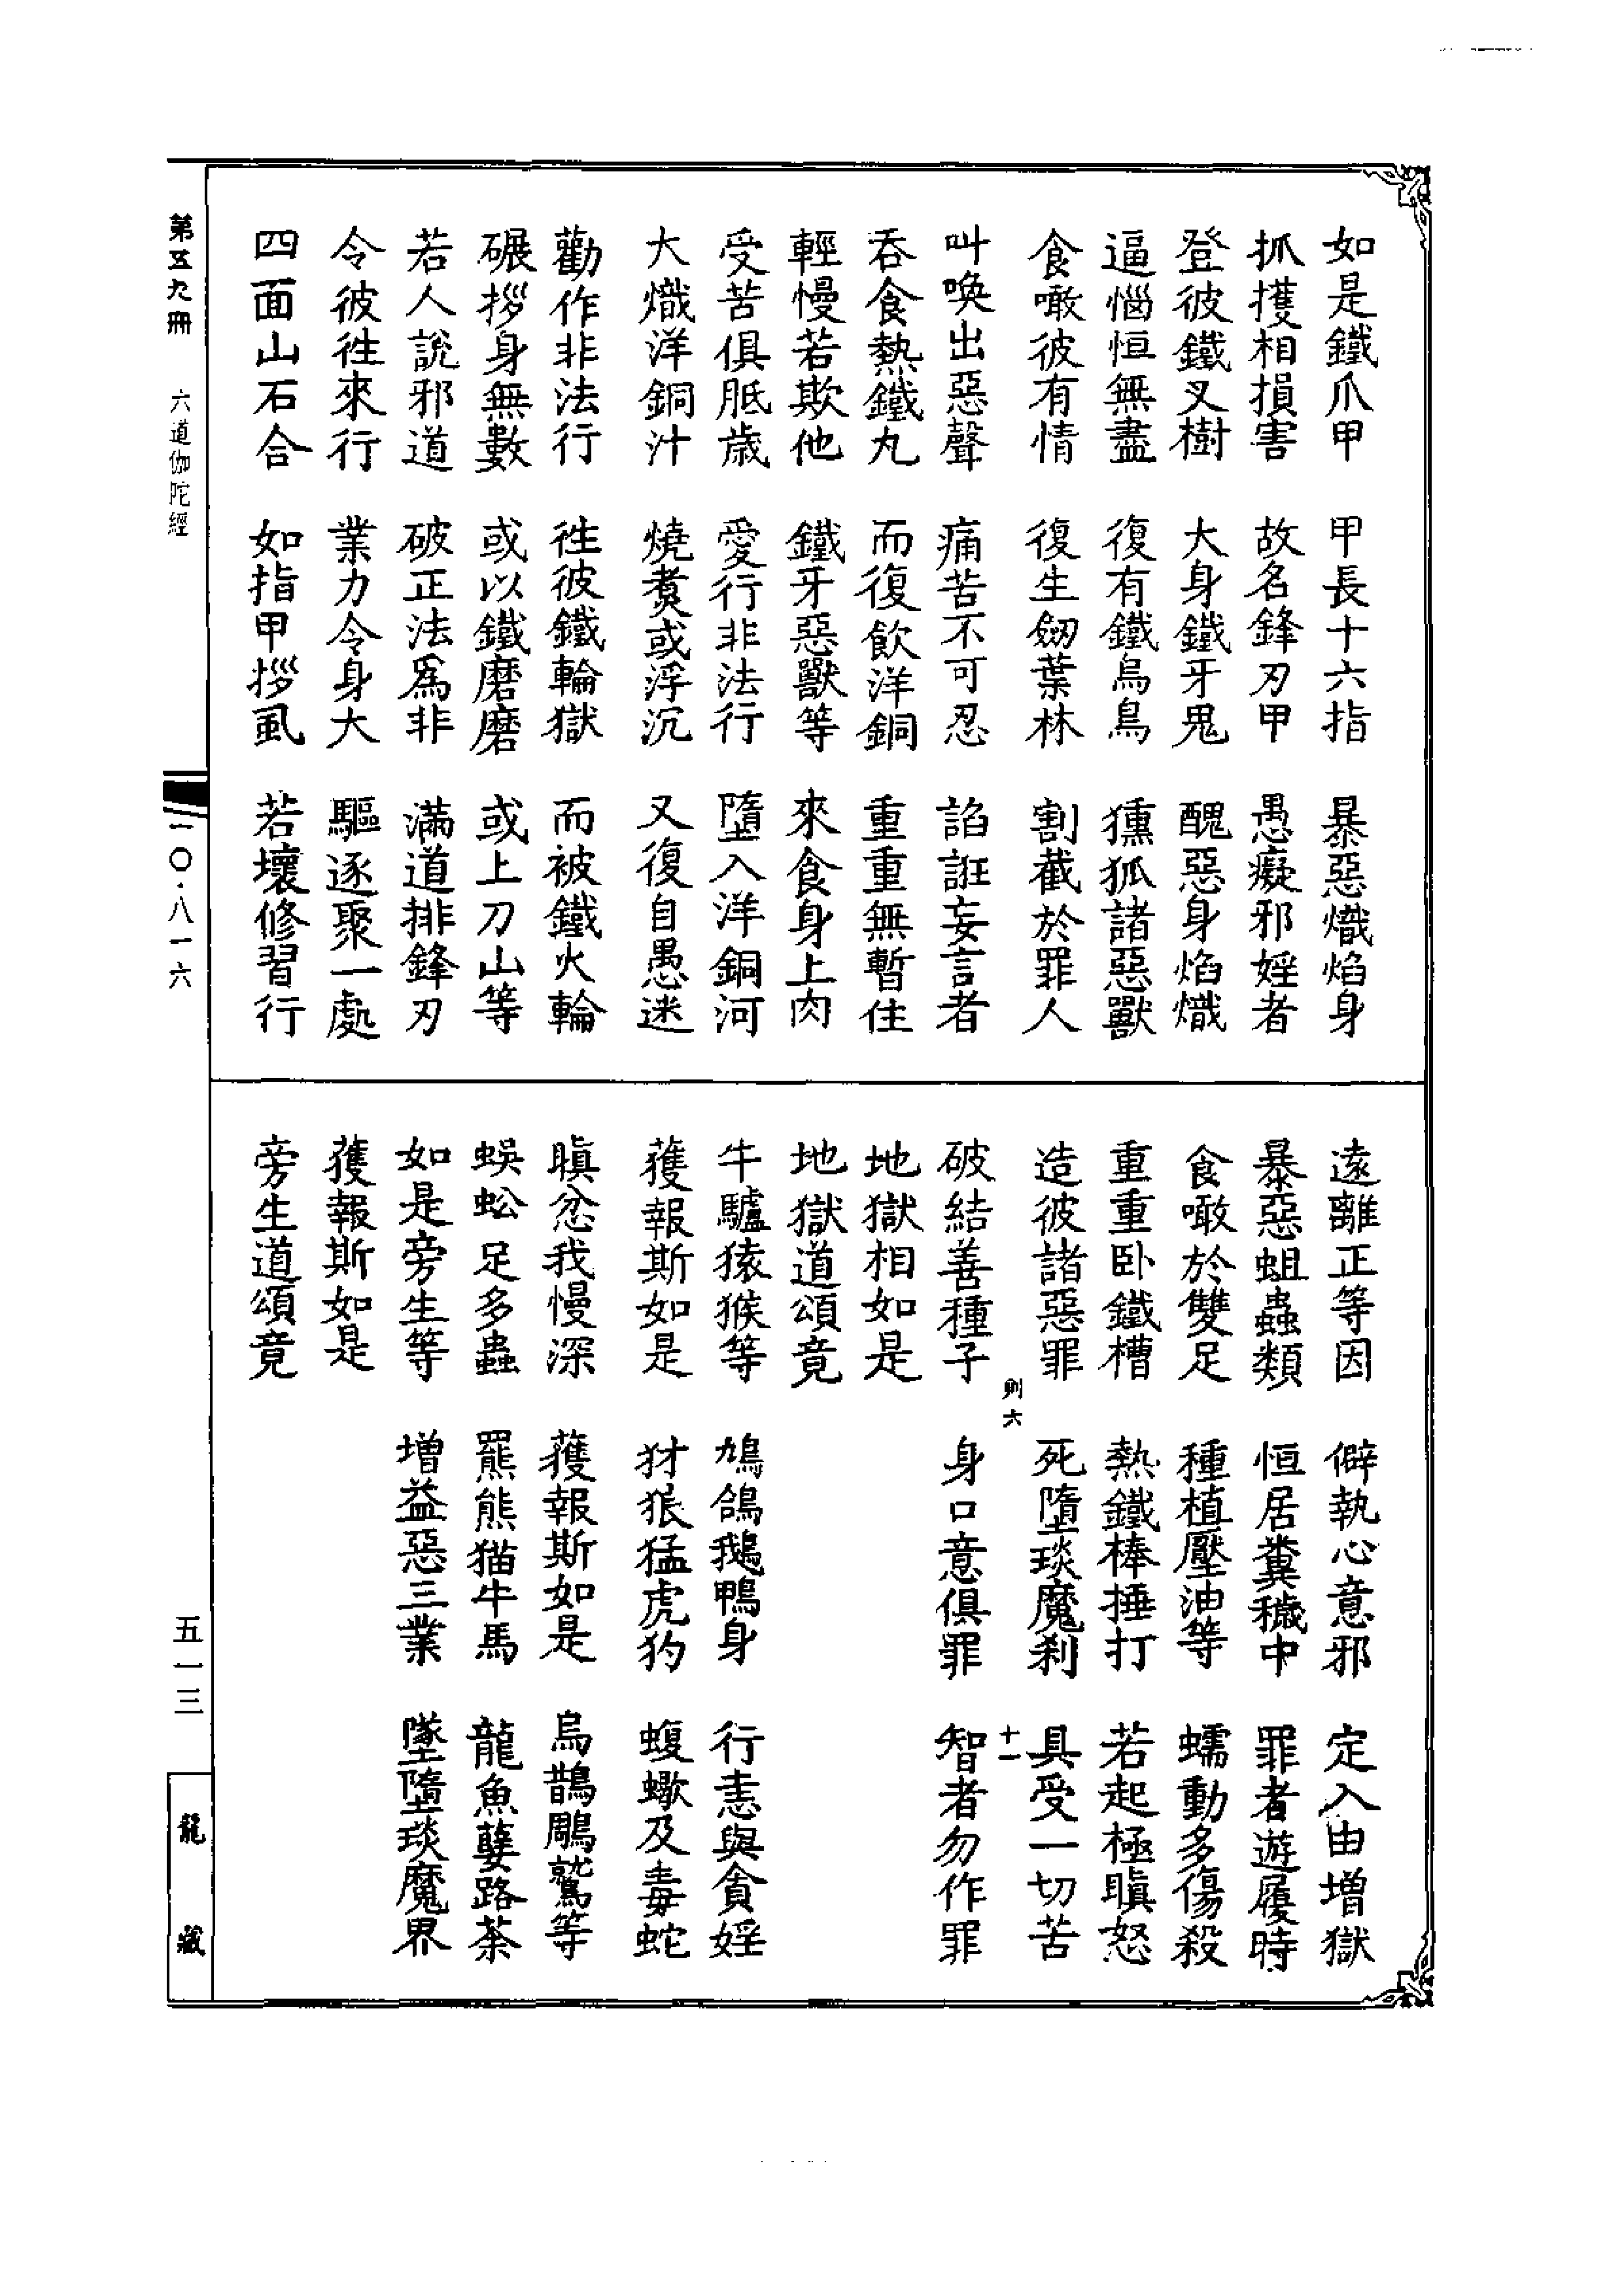 如是鐵爪甲　甲長十六指　暴惡熾焰身
抓擭相損害　故名鋒刃甲　愚癡邪婬者
登彼鐵叉樹　大身鐵牙鬼　醜惡身焰熾
逼惱恒無盡　復有鐵烏鳥　獯狐諸惡獸
食噉彼有情　復生劒葉林　割截於罪人
叫喚出惡聲　痛苦不可忍　諂誑妄言者
吞食熱鐵丸　而復飲洋銅　重重無暫住
輕慢若欺他　鐵牙惡獸等　來食身上肉
受苦俱胝歲　愛行非法行　墮入洋銅河
大熾洋銅汁　燒煑或浮沉　又復自愚迷
勸作非法行　徃彼鐵輪獄　而被鐵火輪
碾拶身無數　或以鐵磨磨　或上刀山等
若人說邪道　破正法爲非　滿道排鋒刃
令彼徃來行　業力令身大　驅逐聚一處
四面山石合　如指甲拶虱　若壞修習行
遠離正等因　僻執心意邪　定入由增獄
暴惡蛆蟲類　恒居糞穢中　罪者遊履時
食噉於雙足　種植壓油等　蠕動多傷殺
重重卧鐵槽　熱鐵棒捶打　若起極瞋怒
造彼諸惡罪　死墮琰魔刹　具受一切苦
則六　十一
破結善種子　身口意俱罪　智者勿作罪
地獄相如是
地獄道頌竟
牛驢猿猴等　鳩鴿鵝鴨身　行恚與貪婬
獲報斯如是　犲狼猛虎豹　蝮蠍及毒蛇
瞋忿我慢深　獲報斯如是　烏鵲鵰鷲等
蜈蚣足多蟲　羆熊猫牛馬　龍魚蘖路荼
如是旁生等　增益惡三業　墜墮琰魔界
獲報斯如是
旁生道頌竟
第五九冊　六道伽陀經　一〇·八一六　五一三　龍藏